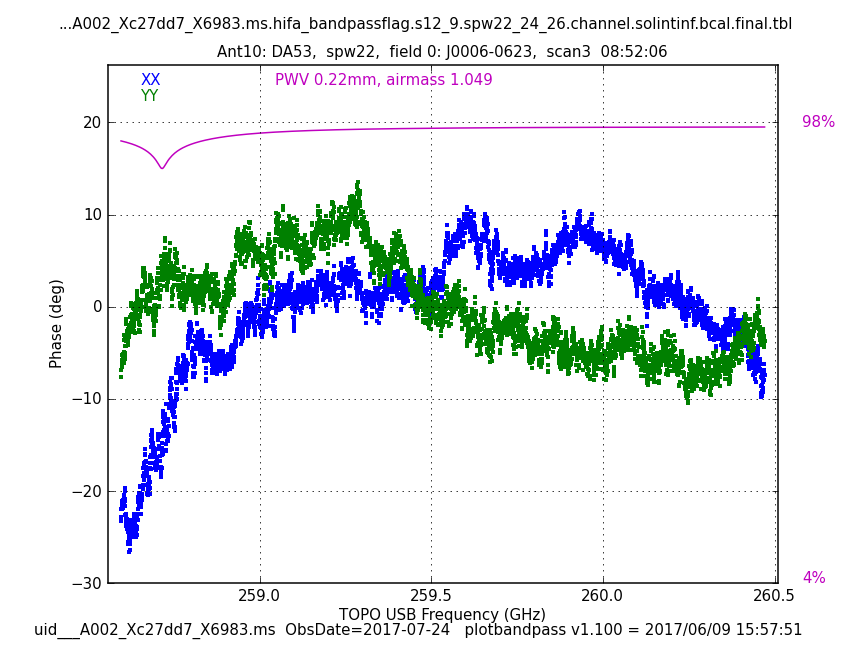 ...A002_Xc27dd7_X6983.ms.hifa_bandpassflag.s12_9.spw22_24_26.channel.solintinf.bcal.final.tbl
Ant10: DA53,  spw22,  field 0: J0006-0623,  scan3  08:52:06
XX
PWV 0.22mm, airmass 1.049
YY
20
98%
10
0
Phase (deg)
−10
−20
−30
4%
259.0
259.5
260.0
260.5
TOPO USB Frequency (GHz)
uid___A002_Xc27dd7_X6983.ms  ObsDate=2017-07-24   plotbandpass v1.100 = 2017/06/09 15:57:51